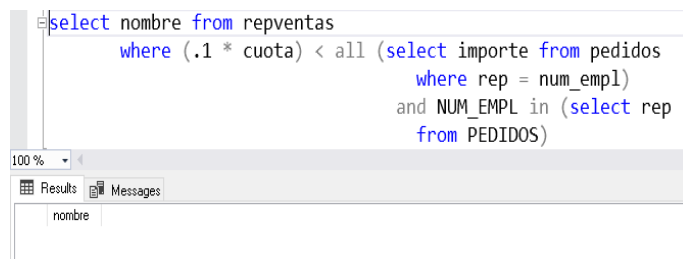 select nombre from repventas
where (.1 * cuota) < all (select importe from pedidos
where rep = num_empl)
and NUM_EMPL in (select rep
from PEDIDOS)
100 %
Results Messages
nombre